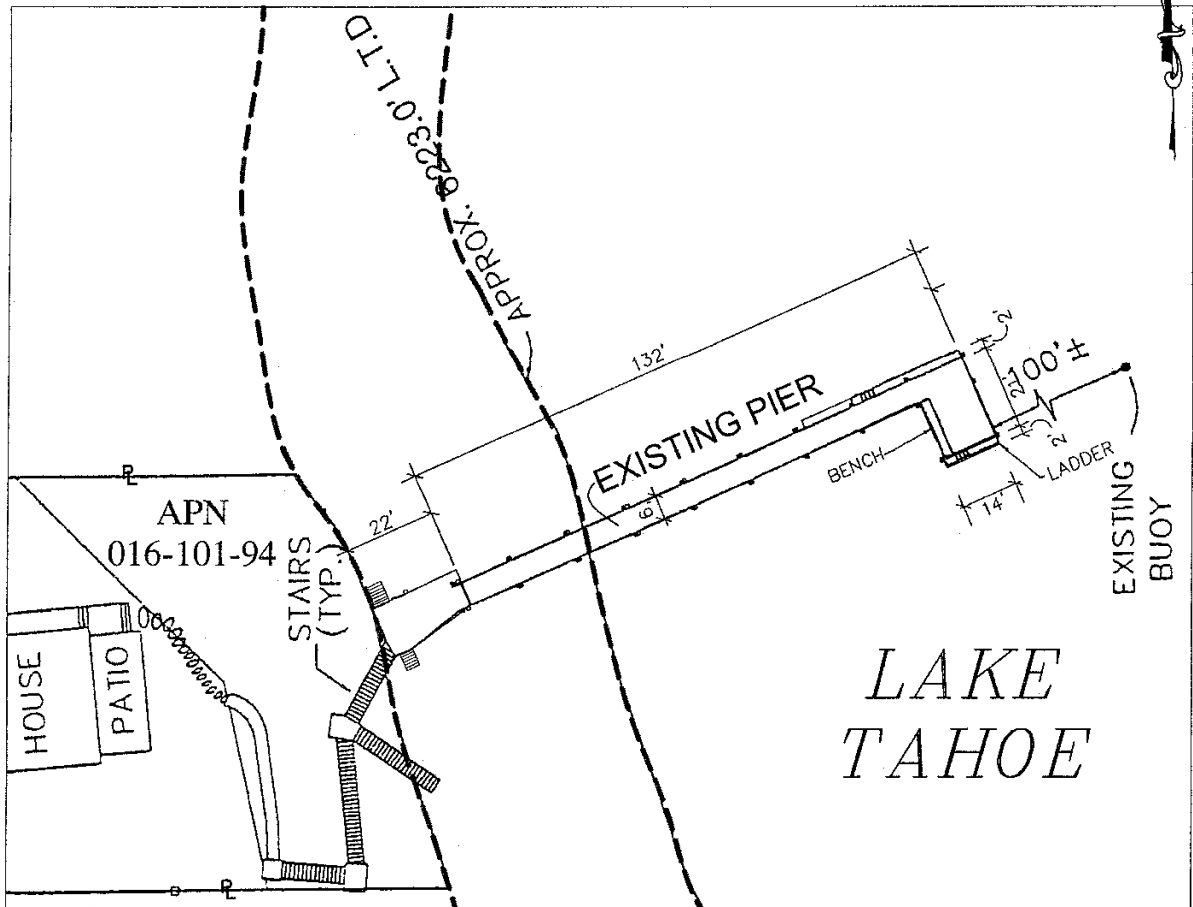 APPROX. 6223.0' L.T.D
132'
EXISTING PIER
2'
21'
100'±
2'
BENCH
LADDER
14'
6'
22'
EXISTING
BUOY
PL
APN
016-101-94
STAIRS
(TYP.)
HOUSE
PATIO
LAKE
TAHOE
PL